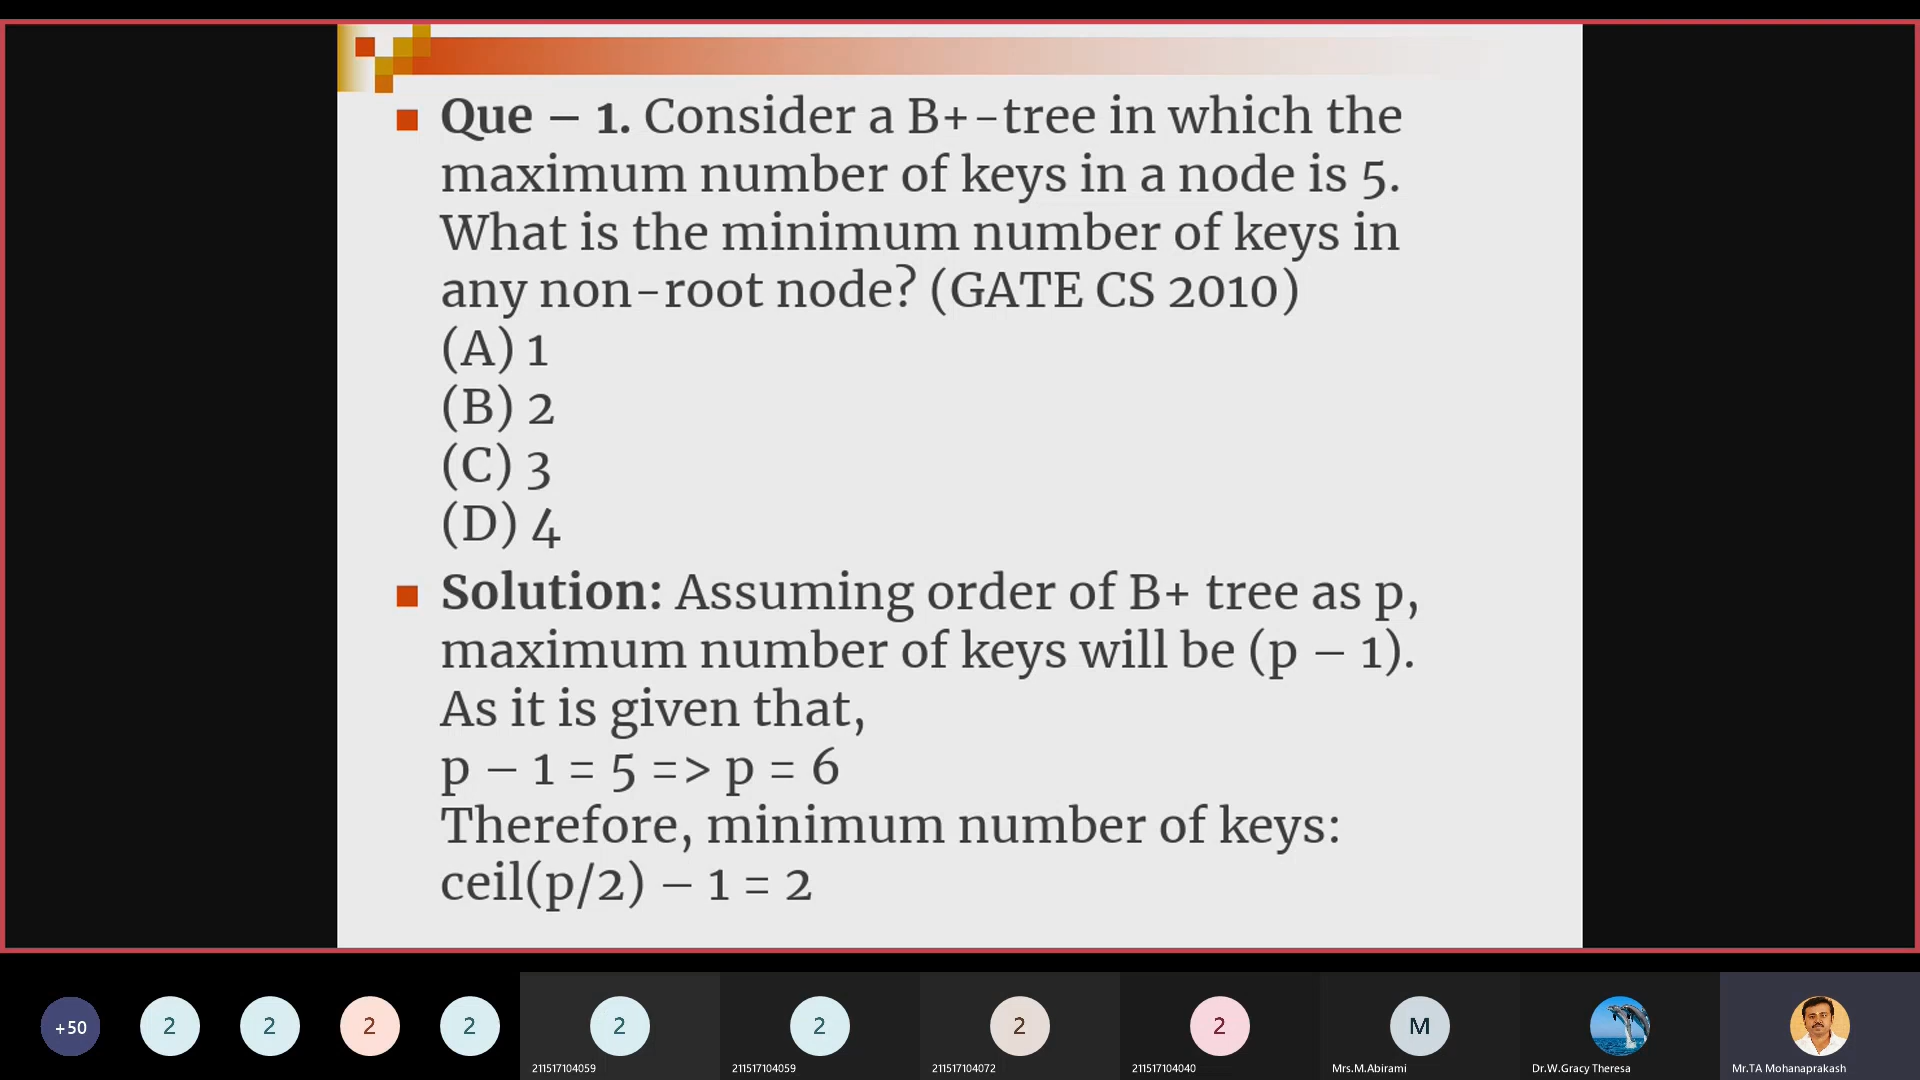 Que – 1. Consider a B+-tree in which the
maximum number of keys in a node is 5.
What is the minimum number of keys in
any non-root node? (GATE CS 2010)
(A) 1
(B) 2
(C) 3
(D) 4
Solution: Assuming order of B+ tree as p,
maximum number of keys will be (p – 1).
As it is given that,
p – 1 = 5 => p = 6
Therefore, minimum number of keys:
ceil(p/2) – 1 = 2
+50
2
2
2
2
2
2
2
2
M
211517104059
211517104059
211517104072
211517104040
Mrs.M.Abirami
Dr.W.Gracy Theresa
Mr.TA Mohanaprakash